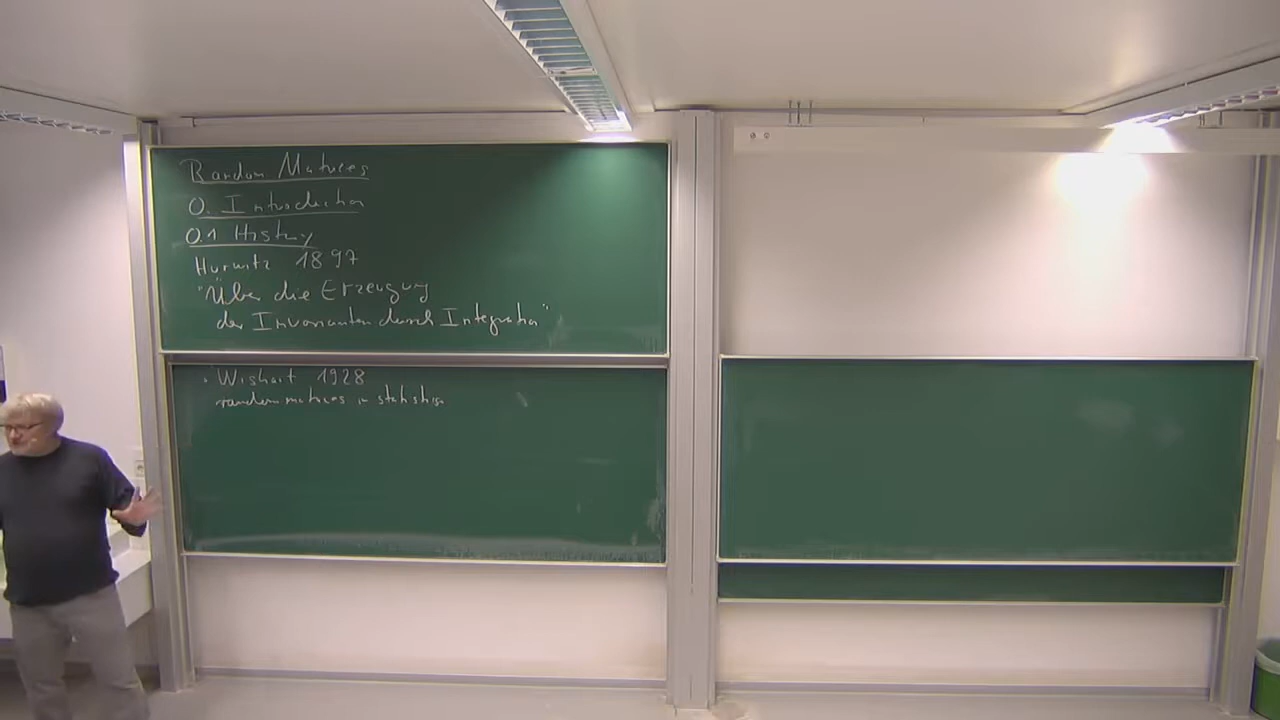 Random Matrices
0. Introduction
0.1 History
Hurwitz 1897
"Über die Erzeugung
der Invarianten durch Integration"
• Wishart 1928
random matrices in statistics